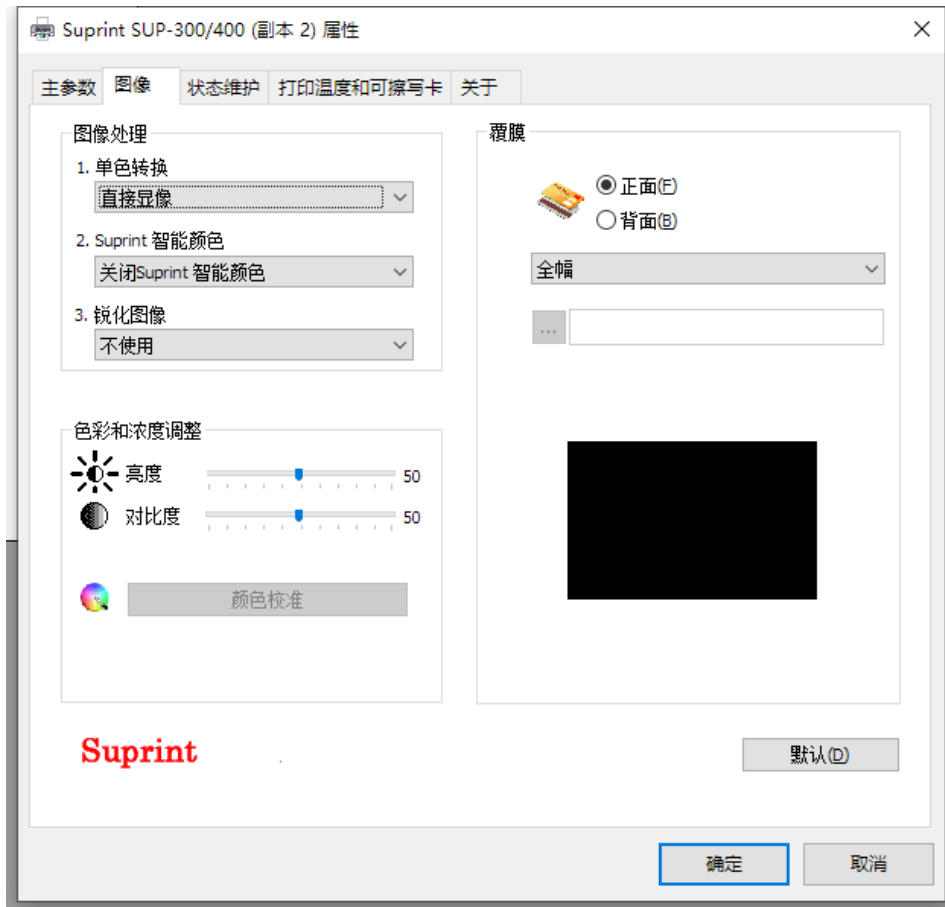 Suprint SUP-300/400 (副本 2) 属性
主参数 图像 状态维护 打印温度和可擦写卡 关于
图像处理
1. 单色转换
直接显像
2. Suprint 智能颜色
关闭Suprint 智能颜色
3. 锐化图像
不使用
色彩和浓度调整
亮度 50
对比度 50
颜色校准
覆膜
正面(F)
背面(B)
全幅
...
Suprint
默认(D)
确定 取消